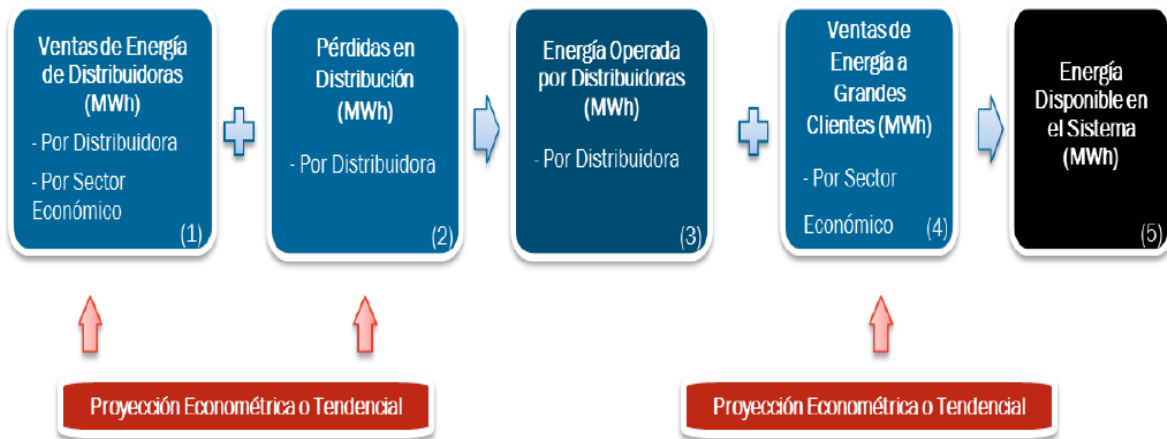 Ventas de Energía
de Distribuidoras
(MWh)
- Por Distribuidora
- Por Sector
Económico
(1)
Pérdidas en
Distribución
(MWh)
- Por Distribuidora
(2)
Energía Operada
por Distribuidoras
(MWh)
- Por Distribuidora
(3)
Ventas de
Energía a
Grandes
Clientes (MWh)
- Por Sector
Económico
(4)
Energía
Disponible en
el Sistema
(MWh)
(5)
Proyección Econométrica o Tendencial
Proyección Econométrica o Tendencial